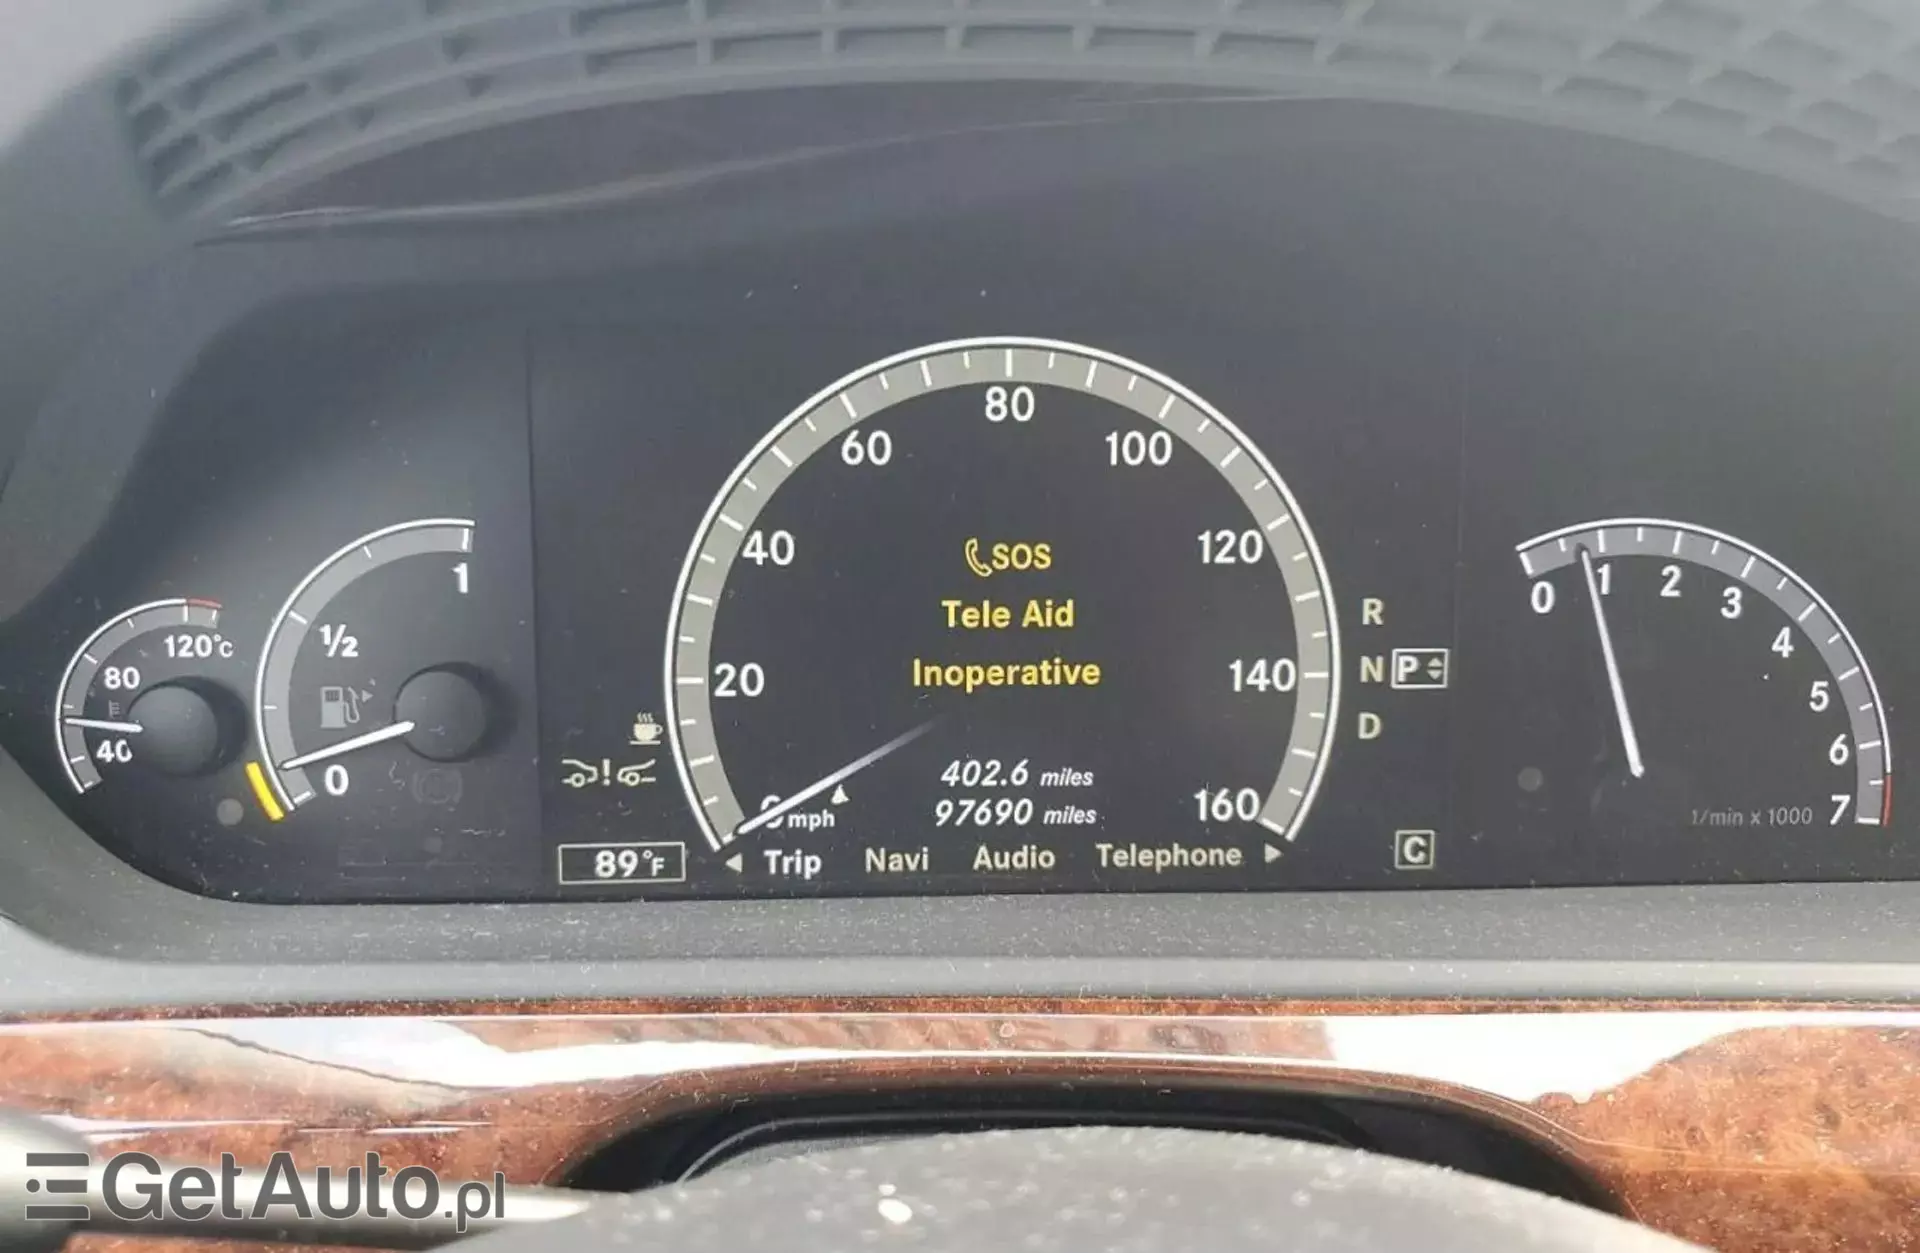 80
60
100
40
120
SOS
1
120°C
0
1
2
3
4
5
6
7
1/2
Tele Aid
R
80
20
Inoperative
140
N
P
40
0
D
402.6 miles
97690 miles
mph
160
1/min x 1000
89°F
Trip
Navi
Audio
Telephone
C
GetAuto.pl